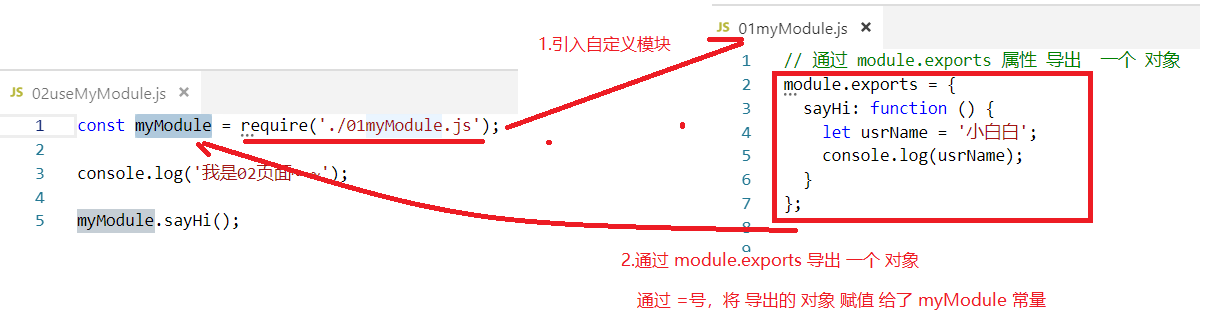 JS 02useMyModule.js ×
1 const myModule = require('./01myModule.js');
2
3 console.log('我是02页面~~~');
4
5 myModule.sayHi();
1.引入自定义模块
JS 01myModule.js ×
1 // 通过 module.exports 属性 导出 一个 对象
2 module.exports = {
3 sayHi: function () {
4 let usrName = '小白白';
5 console.log(usrName);
6 }
7 };
8
9
2.通过 module.exports 导出 一个 对象
通过 =号，将 导出的 对象 赋值 给了 myModule 常量